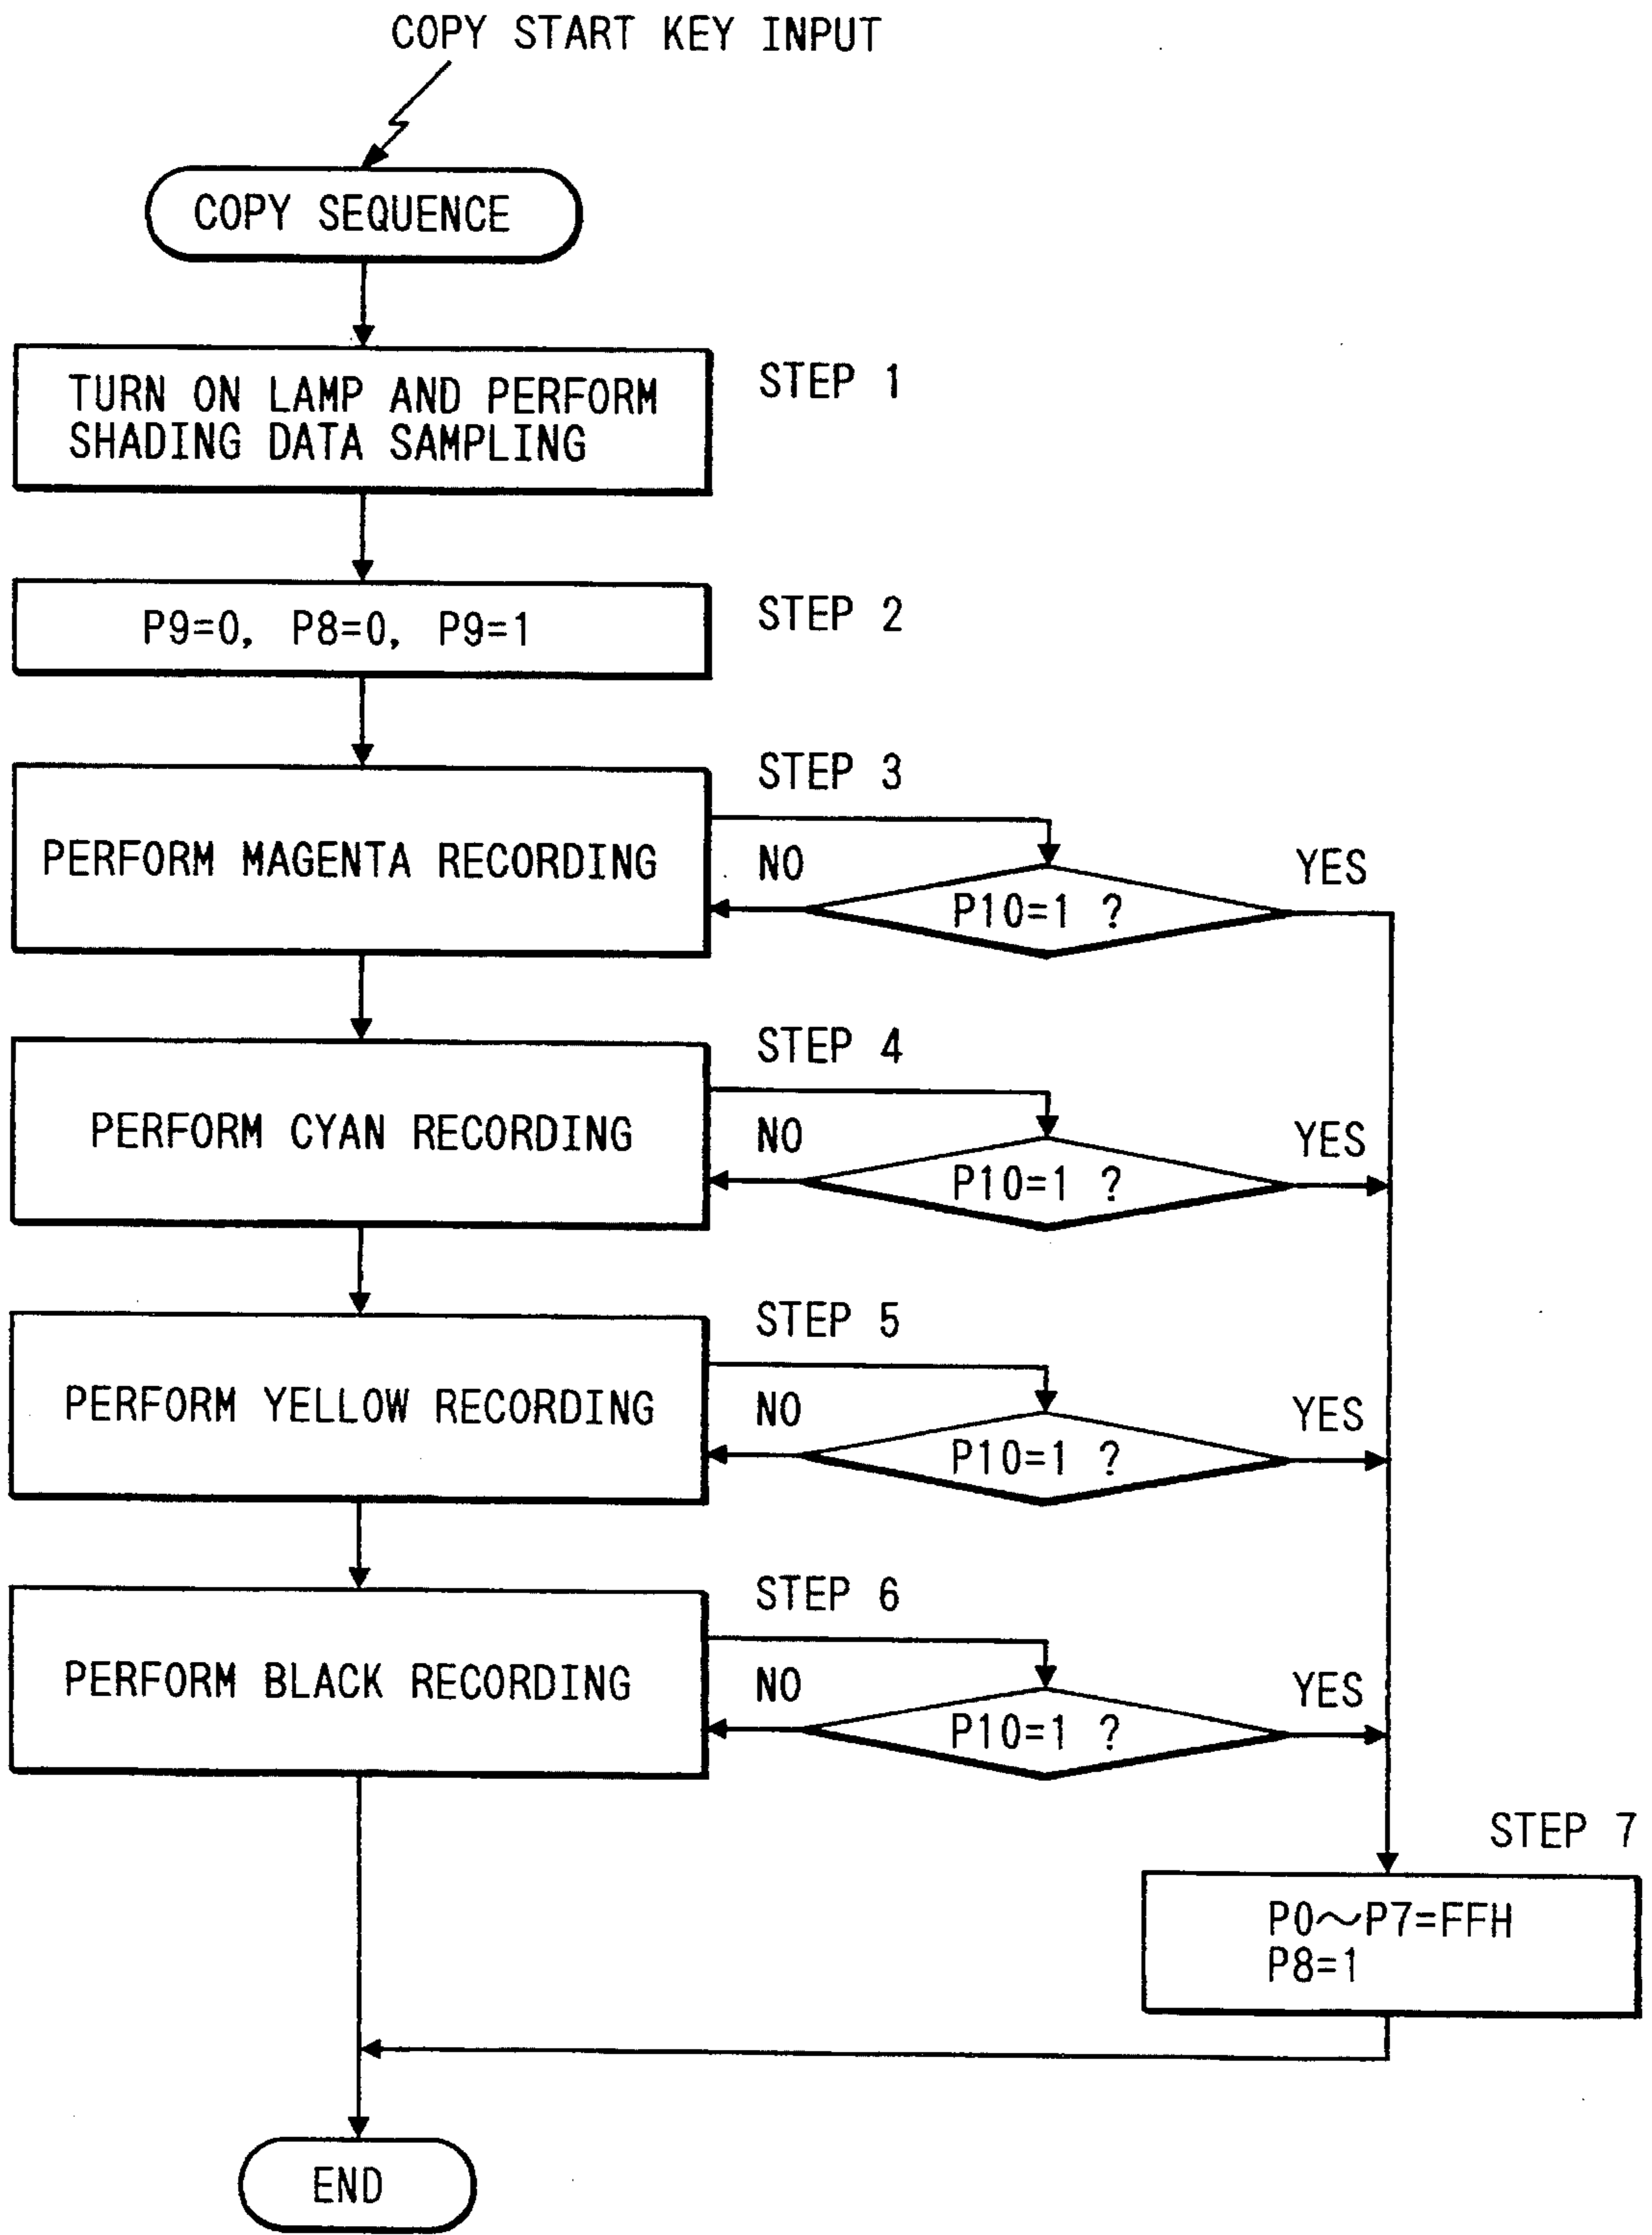 COPY START KEY INPUT
COPY SEQUENCE
TURN ON LAMP AND PERFORM
SHADING DATA SAMPLING
STEP 1
P9=0, P8=0, P9=1
STEP 2
STEP 3
PERFORM MAGENTA RECORDING
NO
YES
P10=1 ?
STEP 4
PERFORM CYAN RECORDING
NO
YES
P10=1 ?
STEP 5
PERFORM YELLOW RECORDING
NO
YES
P10=1 ?
STEP 6
PERFORM BLACK RECORDING
NO
YES
P10=1 ?
STEP 7
P0~P7=FFH
P8=1
END